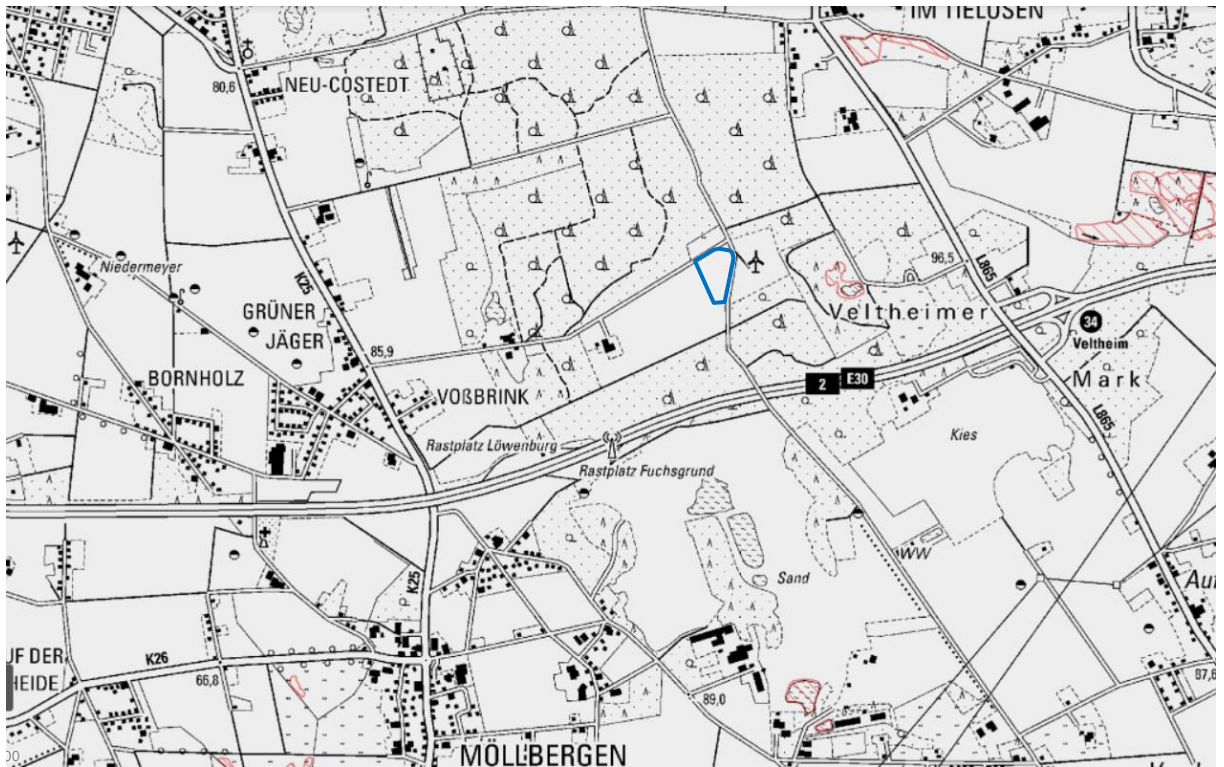 IM TIELOSEN
80,6
NEU-COSTEDT
Niedermeyer
K25
GRÜNER
JÄGER
85,9
BORNHOLZ
VOßBRINK
96,5
L865
Veltheimer
34
Veltheim
2
E30
Mark
L865
Rastplatz Löwenburg
Rastplatz Fuchsgrund
Kies
WW
Sand
K25
K26
66,8
UF DER
HEIDE
89,0
87,6
MÖLLBERGEN